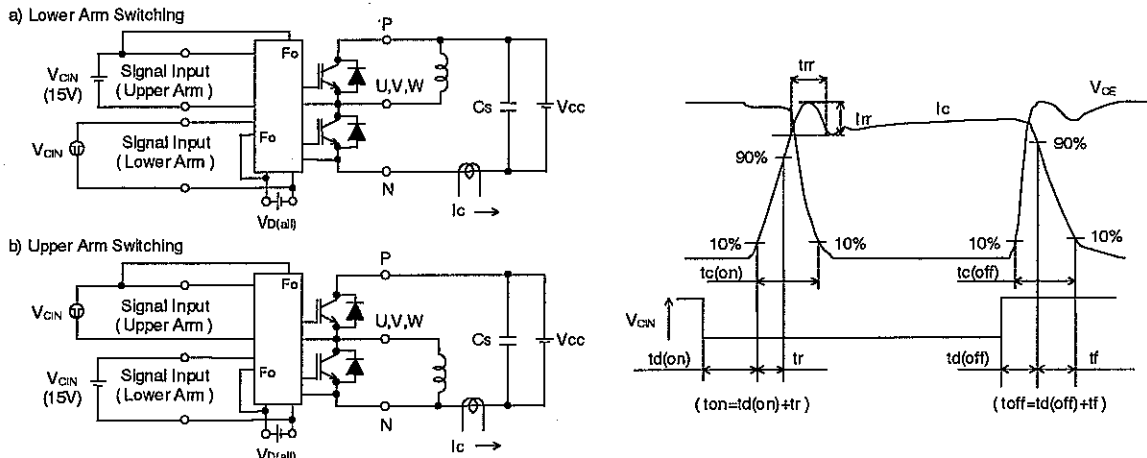 a) Lower Arm Switching
P
Fo
VCIN
(15V)
Signal Input
( Upper Arm )
U,V,W
Cs
Vcc
Fo
VCIN
Signal Input
( Lower Arm )
N
Ic
VD(all)
b) Upper Arm Switching
P
Fo
VCIN
Signal Input
( Upper Arm )
U,V,W
Cs
Vcc
Fo
VCIN
(15V)
Signal Input
( Lower Arm )
N
Ic
VD(all)
trr
VCE
Irr
Ic
90%
90%
10%
10%
10%
10%
tc(on)
tc(off)
VCIN
td(on)
tr
td(off)
tf
( ton=td(on)+tr )
( toff=td(off)+tf )